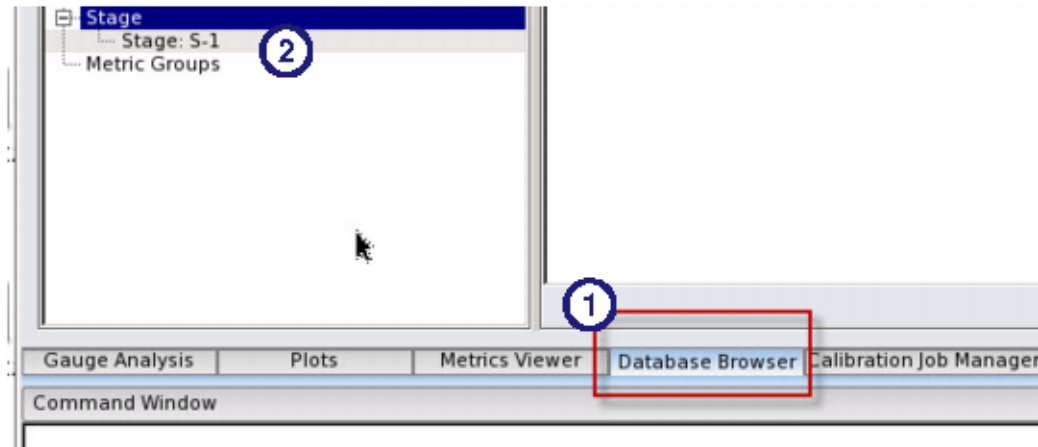 Stage
Stage: S-1
2
Metric Groups
1
Gauge Analysis Plots Metrics Viewer Database Browser Calibration Job Manager
Command Window